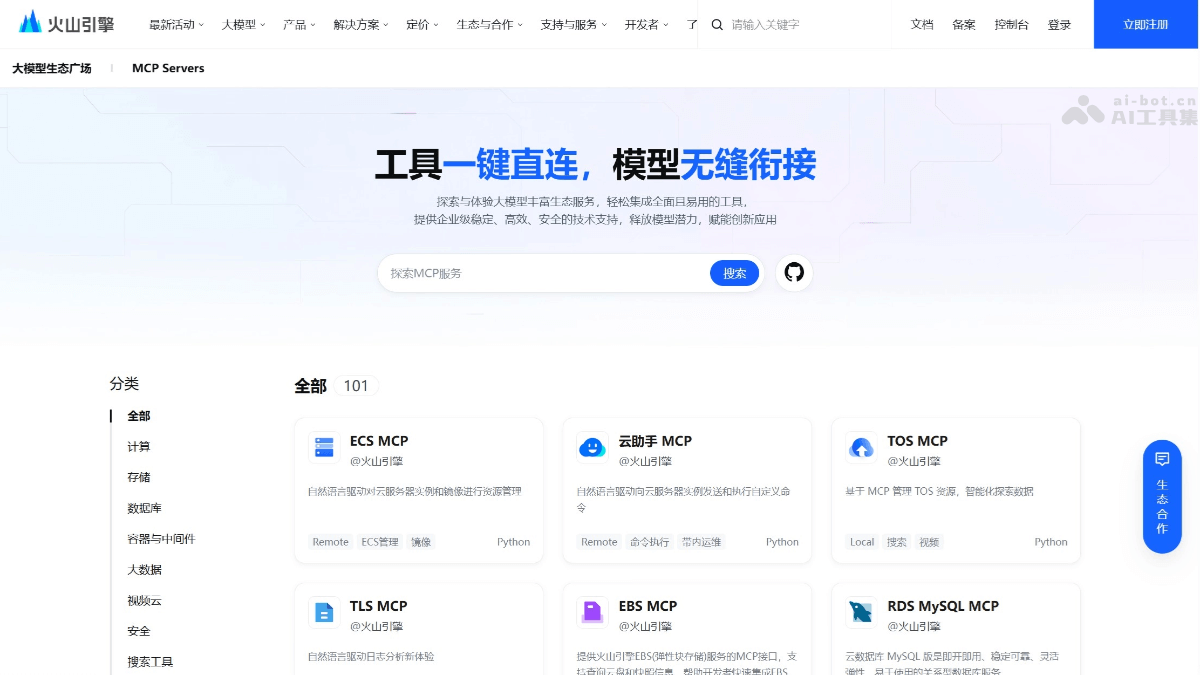 火山引擎
最新活动 大模型 产品 解决方案 定价 生态与合作 支持与服务 开发者 了 请输入关键字 文档 备案 控制台 登录 立即注册
大模型生态广场 MCP Servers
ai-bot.cn
AI工具集
工具一键直连，模型无缝衔接
探索与体验大模型丰富生态服务，轻松集成全面且易用的工具，
提供企业级稳定、高效、安全的技术支持，释放模型潜力，赋能创新应用
探索MCP服务 搜索
分类
全部
计算
存储
数据库
容器与中间件
大数据
视频云
安全
搜索工具
全部 101
ECS MCP
@火山引擎
自然语言驱动对云服务器实例和镜像进行资源管理
Remote ECS管理 镜像 Python
云助手 MCP
@火山引擎
自然语言驱动向云服务器实例发送和执行自定义命
令
Remote 命令执行 带内运维 Python
TOS MCP
@火山引擎
基于 MCP 管理 TOS 资源，智能化探索数据
Local 搜索 视频 Python
TLS MCP
@火山引擎
自然语言驱动日志分析新体验
EBS MCP
@火山引擎
提供火山引擎EBS(弹性块存储)服务的MCP接口，支
持查询云盘和快照信息，帮助开发者快速集成EBS
RDS MySQL MCP
@火山引擎
云数据库 MySQL 版是即开即用、稳定可靠、灵活
弹性、易于使用的关系型数据库服务
生态合作